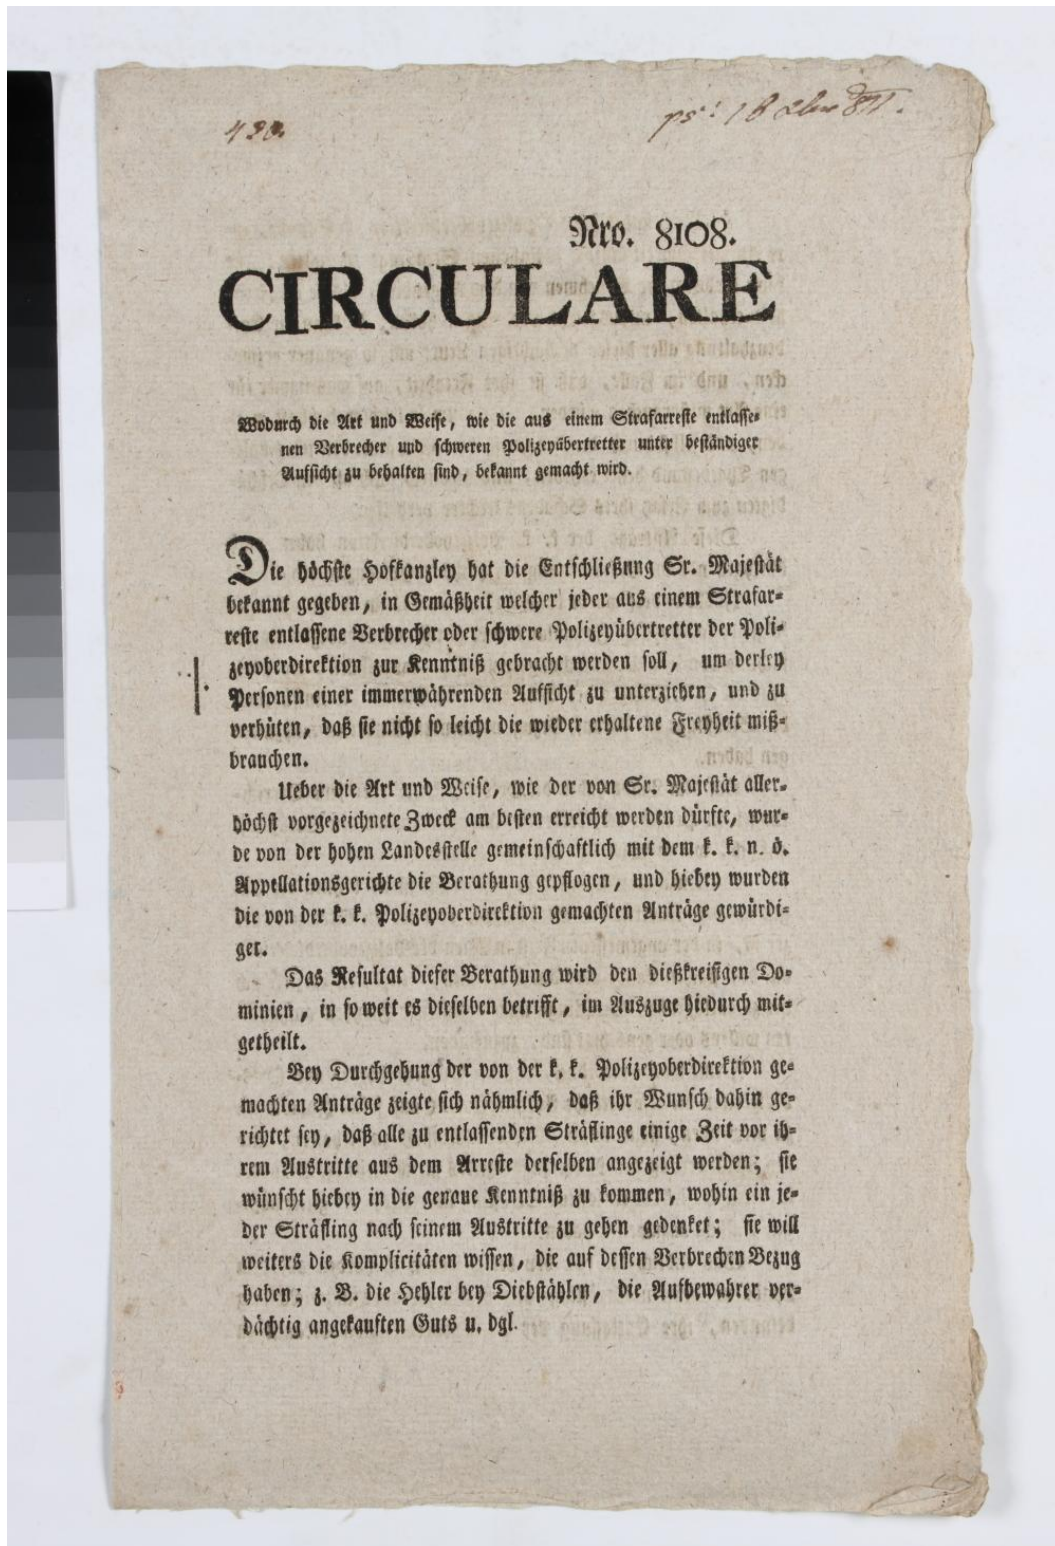 430.
ps:
Nro. 8108.
CIRCULARE
Wodurch die Art und Weise, wie die aus einem Strafarreste entlasse-
nen Verbrecher und schweren Polizeyübertretter unter beständiger
Aufsicht zu behalten sind, bekannt gemacht wird.
Die höchste Hofkanzley hat die Entschließung Sr. Majestät
bekannt gegeben, in Gemäßheit welcher jeder aus einem Strafar-
reste entlassene Verbrecher oder schwere Polizeyübertretter der Poli-
zeyoberdirektion zur Kenntniß gebracht werden soll, um derley
Personen einer immerwährenden Aufsicht zu unterziehen, und zu
verhüten, daß sie nicht so leicht die wieder erhaltene Freyheit miß-
brauchen.
Ueber die Art und Weise, wie der von Sr. Majestät aller-
höchst vorgezeichnete Zweck am besten erreicht werden dürfte, wur-
de von der hohen Landesstelle gemeinschaftlich mit dem k. k. n. ö.
Appellationsgerichte die Berathung gepflogen, und hiebey wurden
die von der k. k. Polizeyoberdirektion gemachten Anträge gewürdi-
get.
Das Resultat dieser Berathung wird den dießkreisigen Do-
minien, in so weit es dieselben betrifft, im Auszuge hiedurch mit-
getheilt.
Bey Durchgehung der von der k. k. Polizeyoberdirektion ge-
machten Anträge zeigte sich nähmlich, daß ihr Wunsch dahin ge-
richtet sey, daß alle zu entlassenden Sträflinge einige Zeit vor ih-
rem Austritte aus dem Arreste derselben angezeigt werden; sie
wünscht hiebey in die genaue Kenntniß zu kommen, wohin ein je-
der Sträfling nach seinem Austritte zu gehen gedenket; sie will
weiters die Komplicitäten wissen, die auf dessen Verbrechen Bezug
haben; z. B. die Hehler bey Diebstählen, die Aufbewahrer ver-
dächtig angekauften Guts u. dgl.